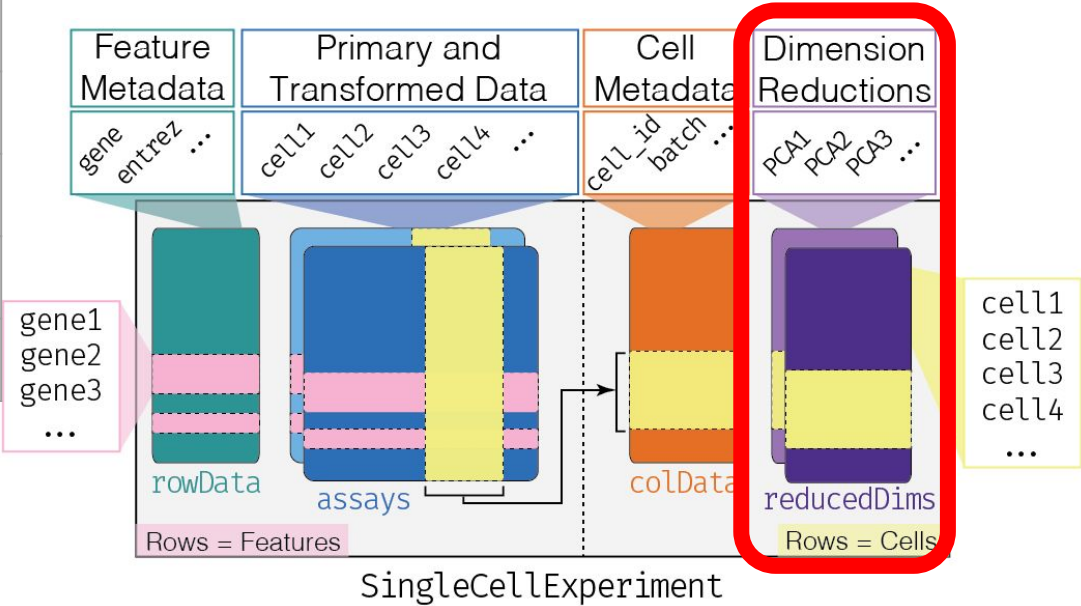 Feature
Metadata
Primary and
Transformed Data
Cell
Metadata
Dimension
Reductions
gene
entrez
...
cell1
cell2
cell3
cell4
...
cell_id
batch
...
PCA1
PCA2
PCA3
...
gene1
gene2
gene3
...
cell1
cell2
cell3
cell4
...
rowData
assays
colData
reducedDims
Rows = Features
Rows = Cells
SingleCellExperiment